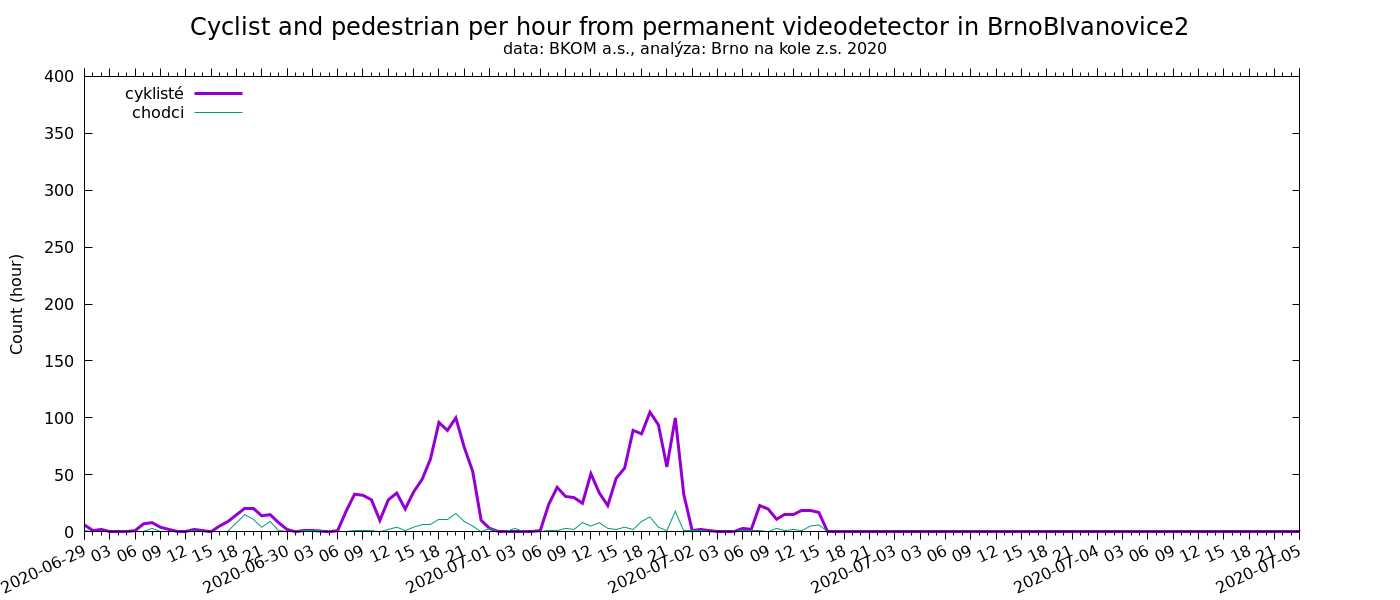 Cyclist and pedestrian per hour from permanent videodetector in BrnoBIvanovice2
data: BKOM a.s., analýza: Brno na kole z.s. 2020
cyklisté
chodci
Count (hour)
400
350
300
250
200
150
100
50
0
2020-06-29 03 06 09 12 15 18 21 2020-06-30 03 06 09 12 15 18 21 2020-07-01 03 06 09 12 15 18 21 2020-07-02 03 06 09 12 15 18 21 2020-07-03 03 06 09 12 15 18 21 2020-07-04 03 06 09 12 15 18 21 2020-07-05